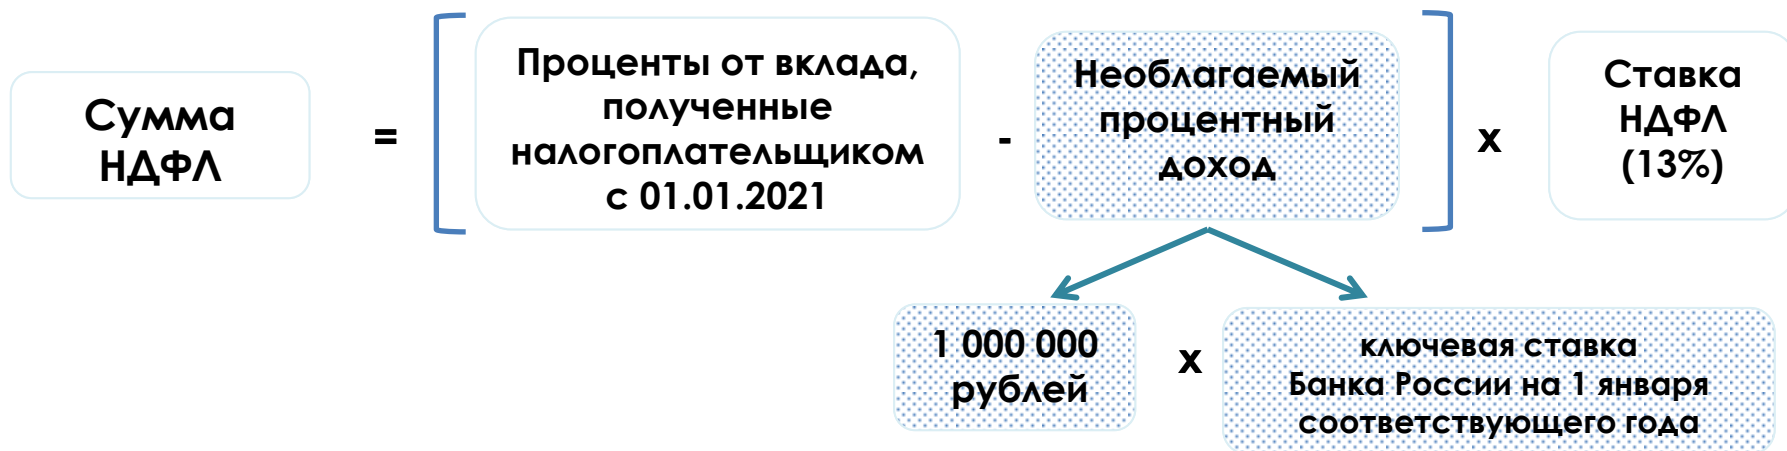 Сумма
НДФЛ
=
Проценты от вклада,
полученные
налогоплательщиком
с 01.01.2021
-
Необлагаемый
процентный
доход
х
Ставка
НДФЛ
(13%)
1 000 000
рублей
х
ключевая ставка
Банка России на 1 января
соответствующего года